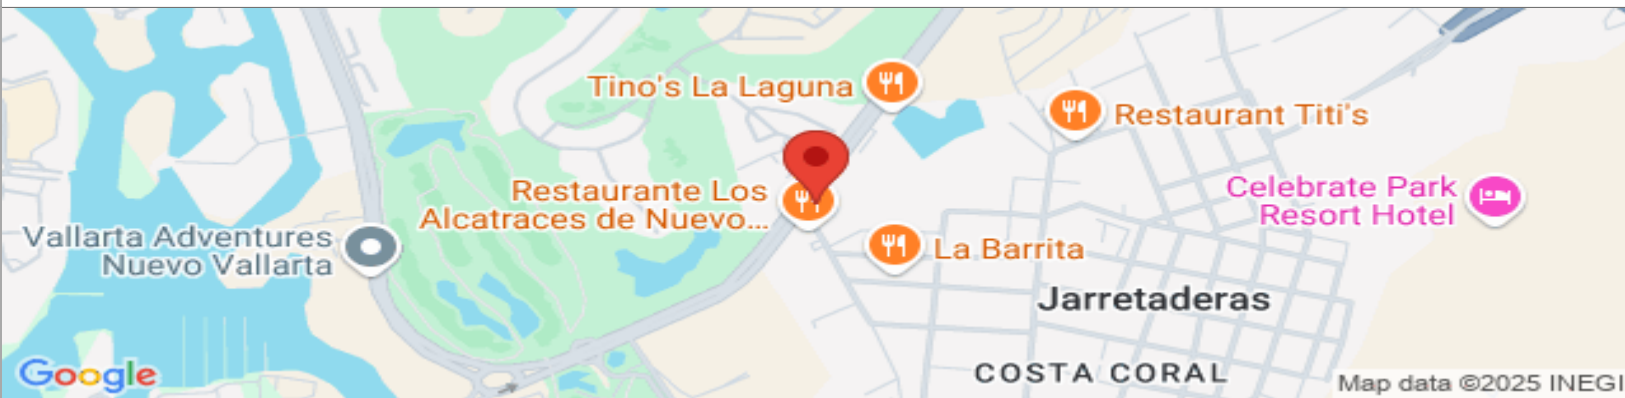 Tino's La Laguna
Restaurant Titi's
Restaurante Los
Alcatraces de Nuevo...
Celebrate Park
Resort Hotel
Vallarta Adventures
Nuevo Vallarta
La Barrita
Jarretaderas
COSTA CORAL
Google
Map data ©2025 INEGI